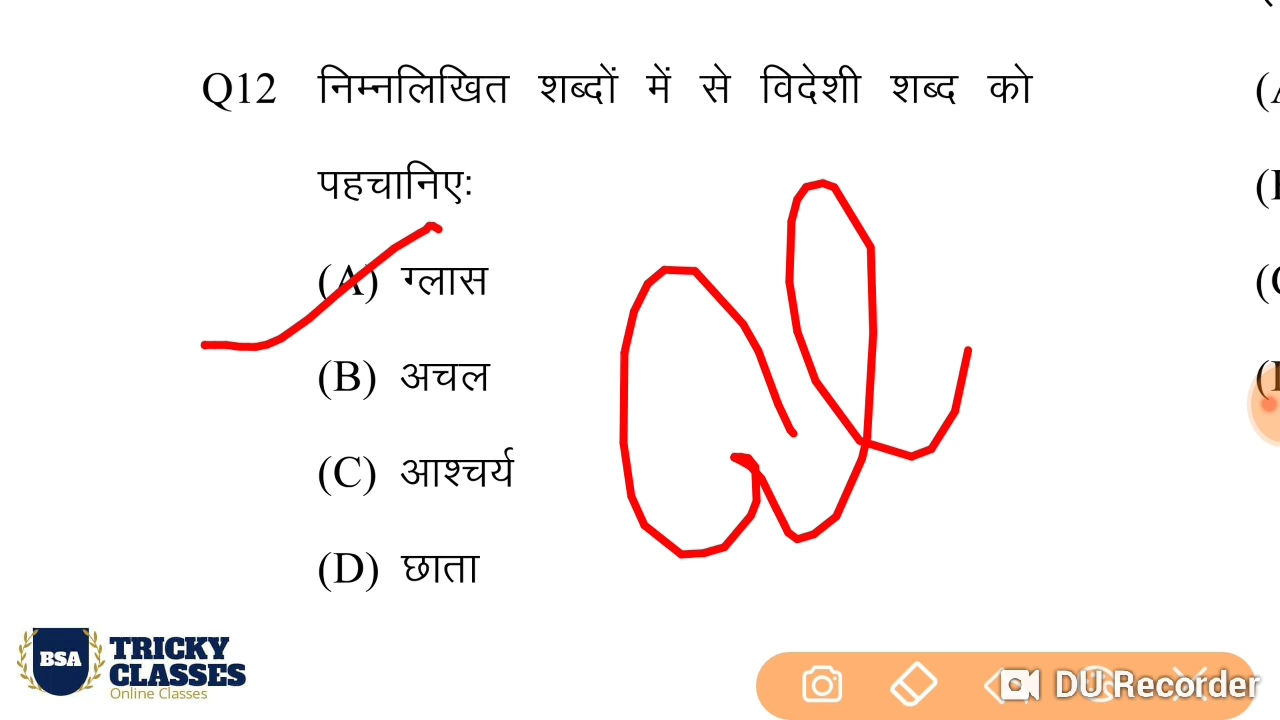 Q12 निम्नलिखित शब्दों में से विदेशी शब्द को
पहचानिए:
(A) ग्लास
(B) अचल
(C) आश्चर्य
(D) छाता
BSA TRICKY
CLASSES
Online Classes
DU Recorder